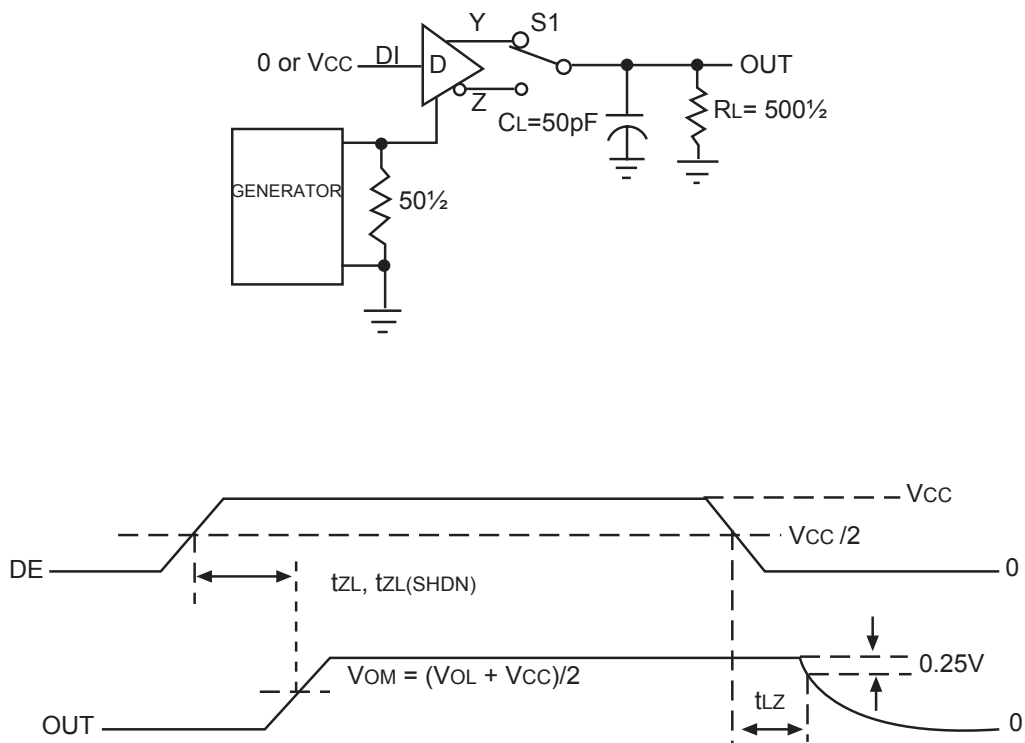 Y
S1
0 or VCC
DI
D
OUT
Z
CL=50pF
RL= 500½
GENERATOR
50½
VCC
VCC /2
DE
0
tZL, tZL(SHDN)
VOM = (VOL + VCC)/2
0.25V
tLZ
OUT
0